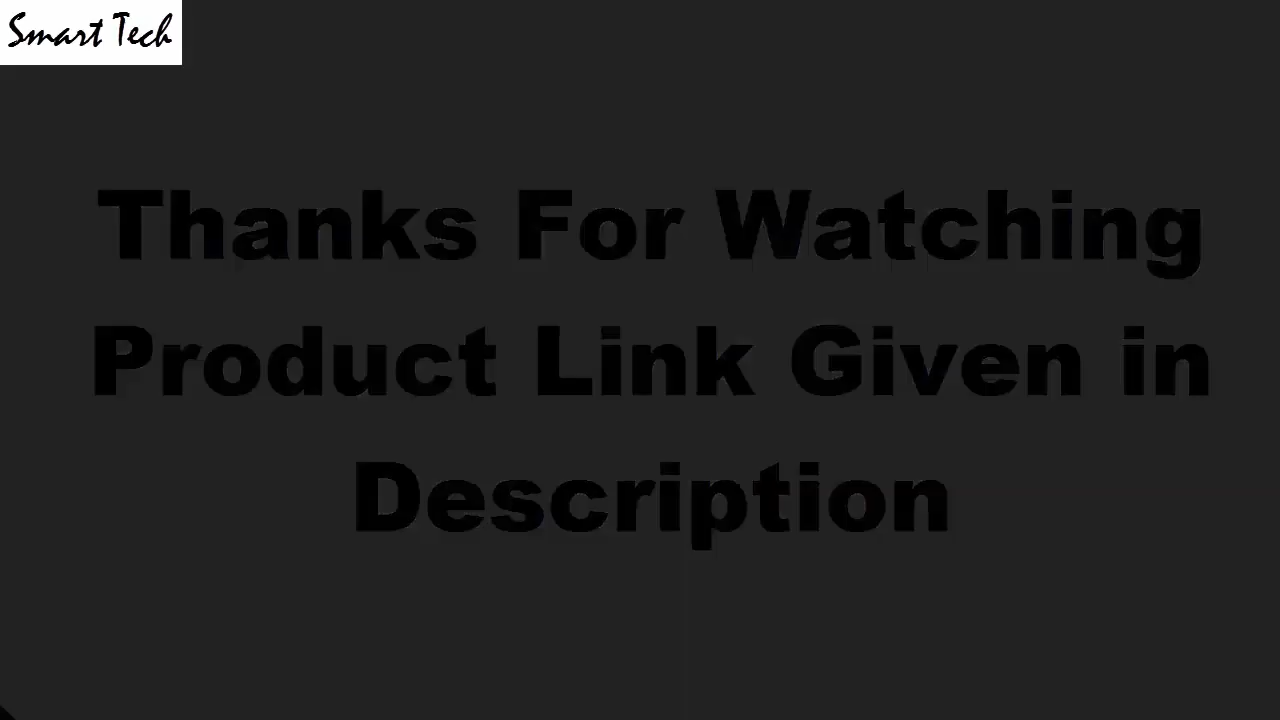 Smart Tech
Thanks For Watching
Product Link Given in
Description